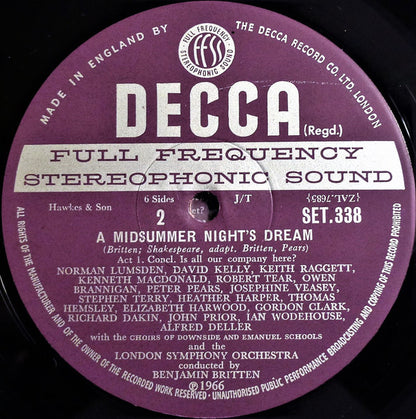 MADE IN ENGLAND BY
THE DECCA RECORD CO. LTD. LONDON
FULL FREQUENCY
ffss
STEREOPHONIC SOUND
DECCA
(Regd.)
FULL FREQUENCY
STEREOPHONIC SOUND
Hawkes & Son
6 Sides
2
J/T
{ZAL.7685}
SET.338
A MIDSUMMER NIGHT'S DREAM
(Britten; Shakespeare, adapt. Britten, Pears)
Act 1. Concl. Is all our company here?
NORMAN LUMSDEN, DAVID KELLY, KEITH RAGGETT,
KENNETH MACDONALD, ROBERT TEAR, OWEN
BRANNIGAN, PETER PEARS, JOSEPHINE VEASEY,
STEPHEN TERRY, HEATHER HARPER, THOMAS
HEMSLEY, ELIZABETH HARWOOD, GORDON CLARK,
RICHARD DAKIN, JOHN PRIOR, IAN WODEHOUSE,
ALFRED DELLER
with the CHOIRS OF DOWNSIDE AND EMANUEL SCHOOLS
and the
LONDON SYMPHONY ORCHESTRA
conducted by
BENJAMIN BRITTEN
℗1966
ALL RIGHTS OF THE MANUFACTURER AND OF THE OWNER OF THE RECORDED WORK RESERVED · UNAUTHORISED PUBLIC PERFORMANCE BROADCASTING AND COPYING OF THIS RECORD PROHIBITED